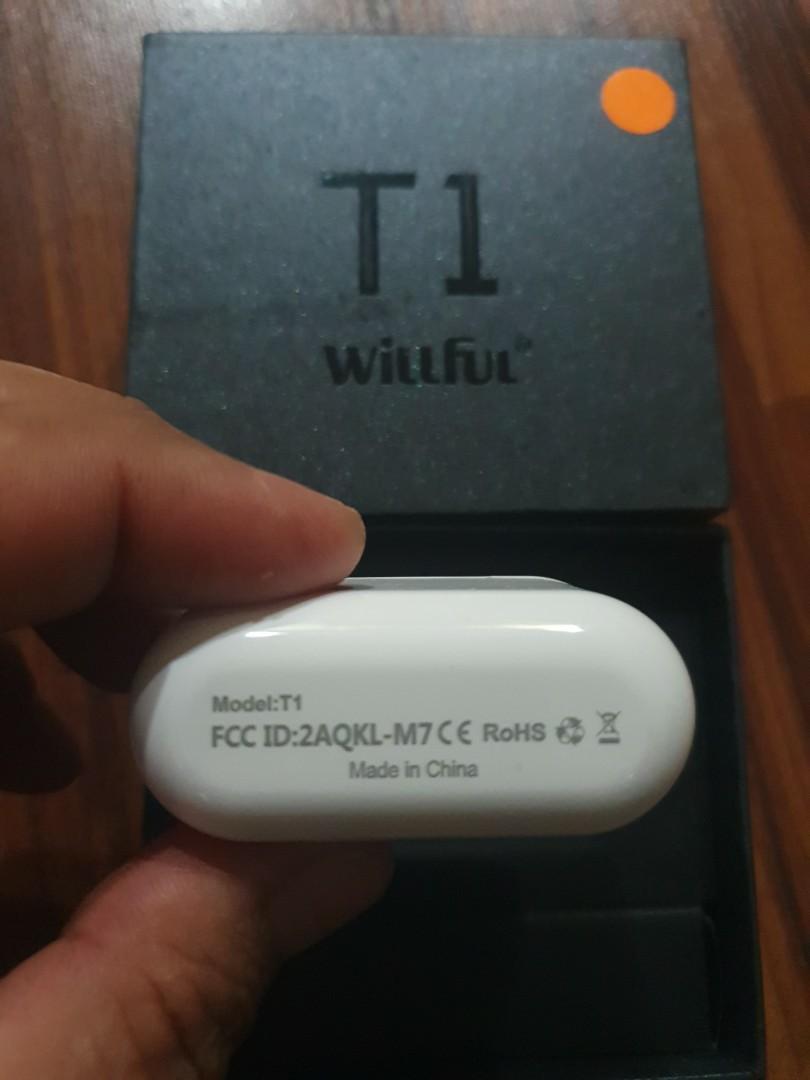 T1
Willful®
Model:T1
FCC ID:2AQKL-M7 CE RoHS
Made in China